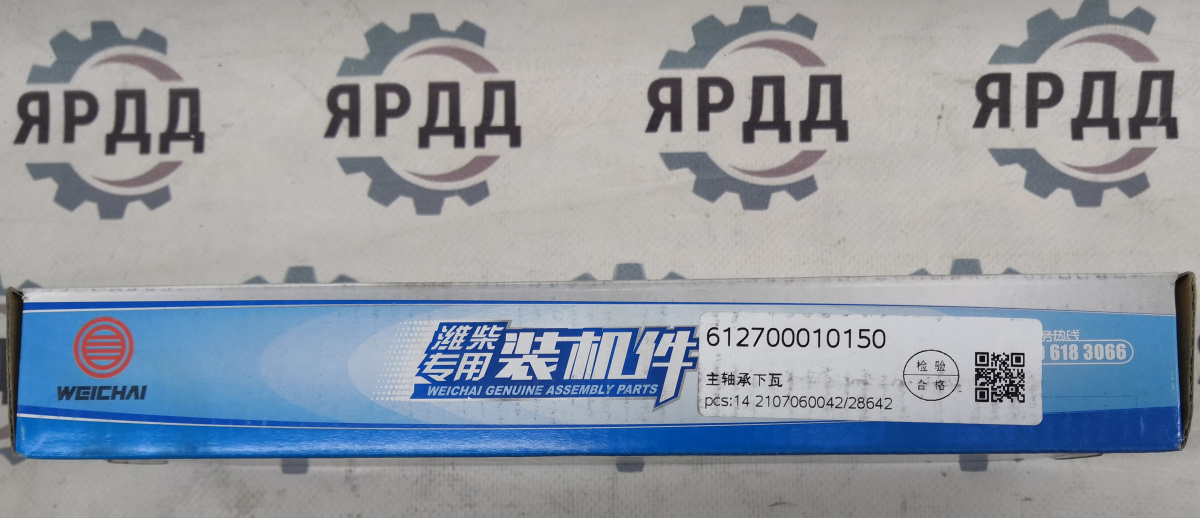 ЯРДД
ЯРДД
ЯРДД
ЯРДД
WEICHAI
潍柴
专用
装机件
WEICHAI GENUINE ASSEMBLY PARTS
612700010150
主轴承下瓦
pcs:14 2107060042/28642
检验
合格
热线
618 3066